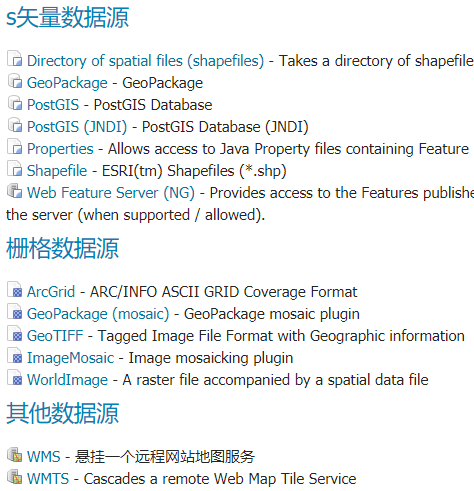 s矢量数据源
Directory of spatial files (shapefiles) - Takes a directory of shapefile
GeoPackage - GeoPackage
PostGIS - PostGIS Database
PostGIS (JNDI) - PostGIS Database (JNDI)
Properties - Allows access to Java Property files containing Feature
Shapefile - ESRI(tm) Shapefiles (*.shp)
Web Feature Server (NG) - Provides access to the Features publishe
the server (when supported / allowed).
栅格数据源
ArcGrid - ARC/INFO ASCII GRID Coverage Format
GeoPackage (mosaic) - GeoPackage mosaic plugin
GeoTIFF - Tagged Image File Format with Geographic information
ImageMosaic - Image mosaicking plugin
WorldImage - A raster file accompanied by a spatial data file
其他数据源
WMS - 悬挂一个远程网站地图服务
WMTS - Cascades a remote Web Map Tile Service